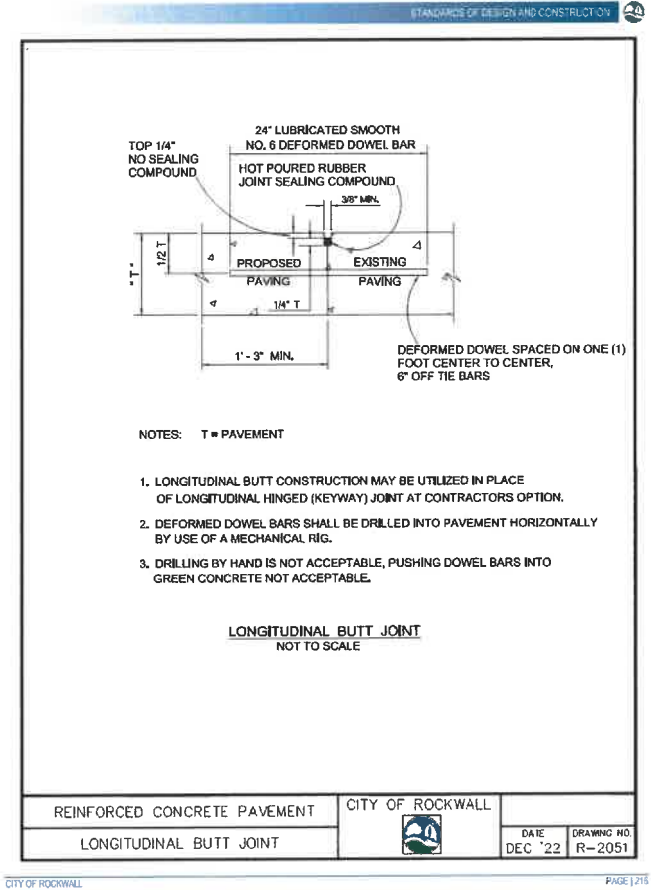 STANDARDS OF DESIGN AND CONSTRUCTION
24" LUBRICATED SMOOTH
NO. 6 DEFORMED DOWEL BAR
TOP 1/4"
NO SEALING
COMPOUND
HOT POURED RUBBER
JOINT SEALING COMPOUND
3/8" MIN.
"T"
1/2 T
PROPOSED
PAVING
EXISTING
PAVING
1/4" T
1'-3" MIN.
DEFORMED DOWEL SPACED ON ONE (1)
FOOT CENTER TO CENTER,
6" OFF TIE BARS
NOTES: T = PAVEMENT
1. LONGITUDINAL BUTT CONSTRUCTION MAY BE UTILIZED IN PLACE
OF LONGITUDINAL HINGED (KEYWAY) JOINT AT CONTRACTORS OPTION.
2. DEFORMED DOWEL BARS SHALL BE DRILLED INTO PAVEMENT HORIZONTALLY
BY USE OF A MECHANICAL RIG.
3. DRILLING BY HAND IS NOT ACCEPTABLE, PUSHING DOWEL BARS INTO
GREEN CONCRETE NOT ACCEPTABLE.
LONGITUDINAL BUTT JOINT
NOT TO SCALE
REINFORCED CONCRETE PAVEMENT
LONGITUDINAL BUTT JOINT
CITY OF ROCKWALL
DATE
DEC '22
DRAWING NO.
R-2051
CITY OF ROCKWALL
PAGE | 215